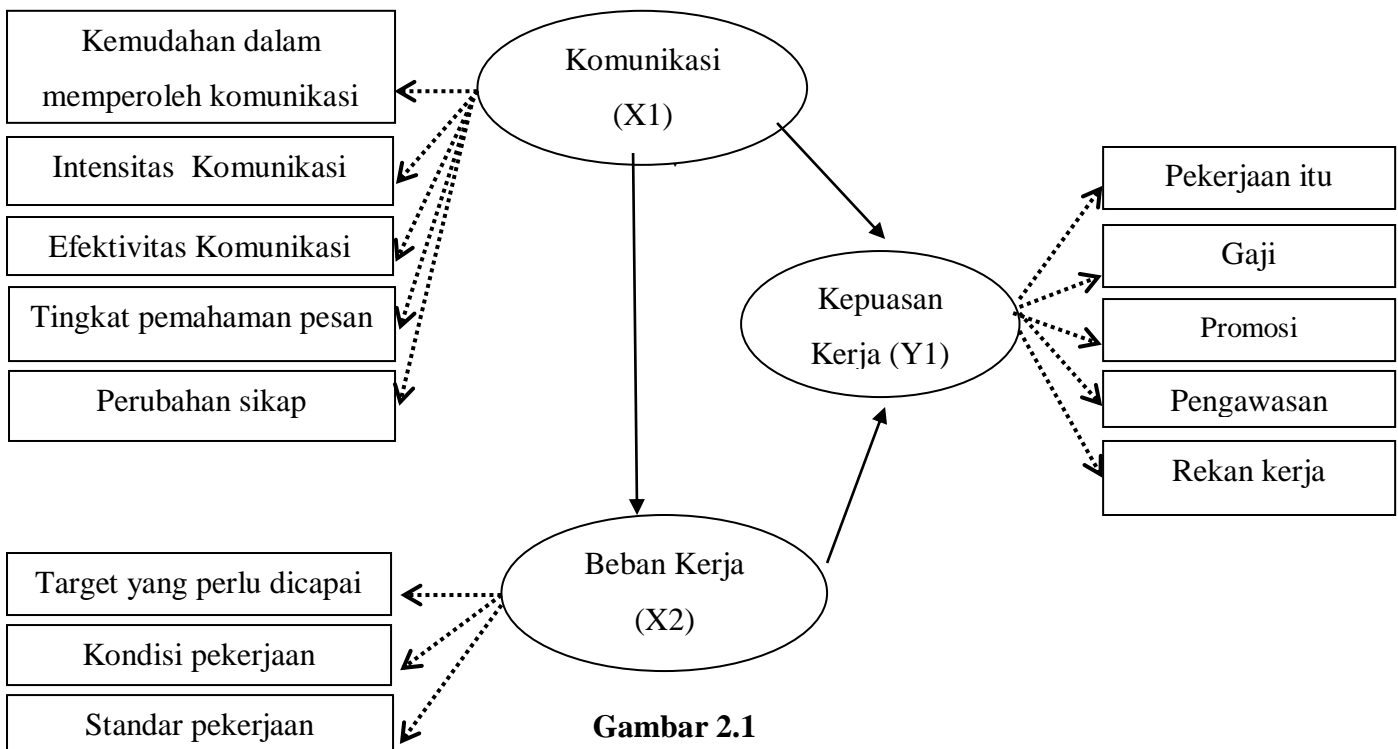 Kemudahan dalam
memperoleh komunikasi
Intensitas Komunikasi
Efektivitas Komunikasi
Tingkat pemahaman pesan
Perubahan sikap
Komunikasi
(X1)
Kepuasan
Kerja (Y1)
Pekerjaan itu
Gaji
Promosi
Pengawasan
Rekan kerja
Target yang perlu dicapai
Kondisi pekerjaan
Standar pekerjaan
Beban Kerja
(X2)
Gambar 2.1